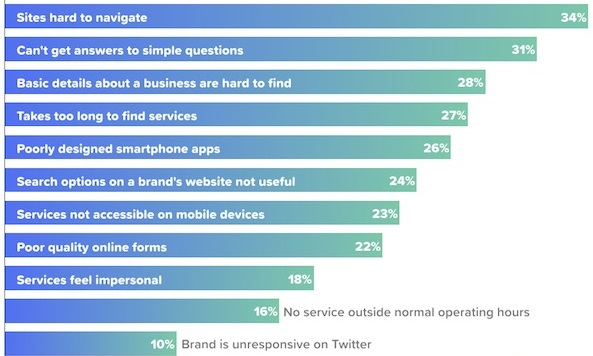 Sites hard to navigate 34%
Can't get answers to simple questions 31%
Basic details about a business are hard to find 28%
Takes too long to find services 27%
Poorly designed smartphone apps 26%
Search options on a brand's website not useful 24%
Services not accessible on mobile devices 23%
Poor quality online forms 22%
Services feel impersonal 18%
16% No service outside normal operating hours
10% Brand is unresponsive on Twitter